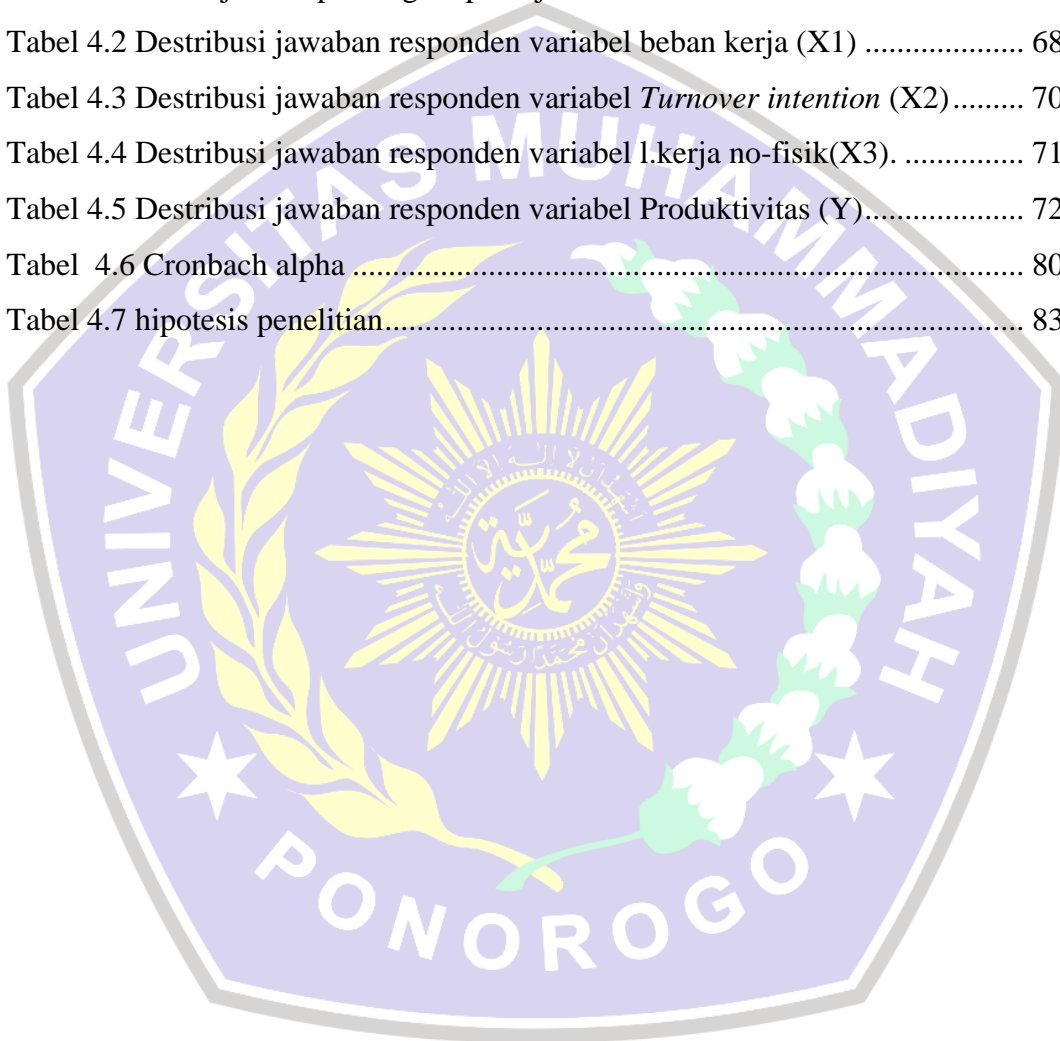 Tabel 4.2 Destribusi jawaban responden variabel beban kerja (X1) .................... 68
Tabel 4.3 Destribusi jawaban responden variabel Turnover intention (X2)......... 70
Tabel 4.4 Destribusi jawaban responden variabel l.kerja no-fisik(X3). ............... 71
Tabel 4.5 Destribusi jawaban responden variabel Produktivitas (Y).................... 72
Tabel  4.6 Cronbach alpha ..................................................................................... 80
Tabel 4.7 hipotesis penelitian................................................................................. 83
UNIVERSITAS MUHAMMADIYAH
PONOROGO
محمدية